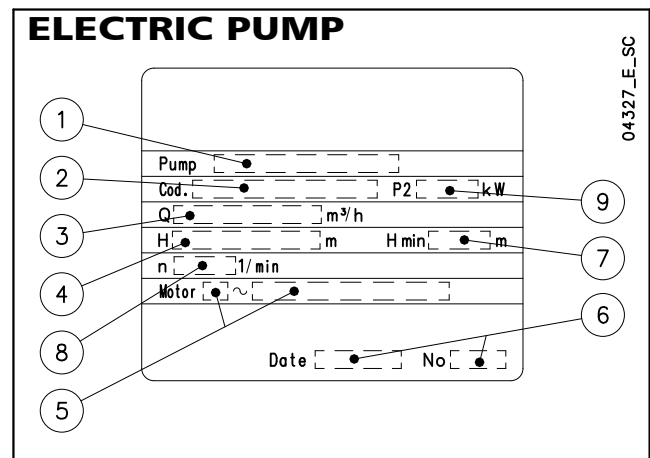 ELECTRIC PUMP
04327_E_SC
1
Pump
2
Cod. P2 kW
9
3
Q m³/h
H m H min m
7
4
n 1/min
Motor ~
8
6
Date No
5